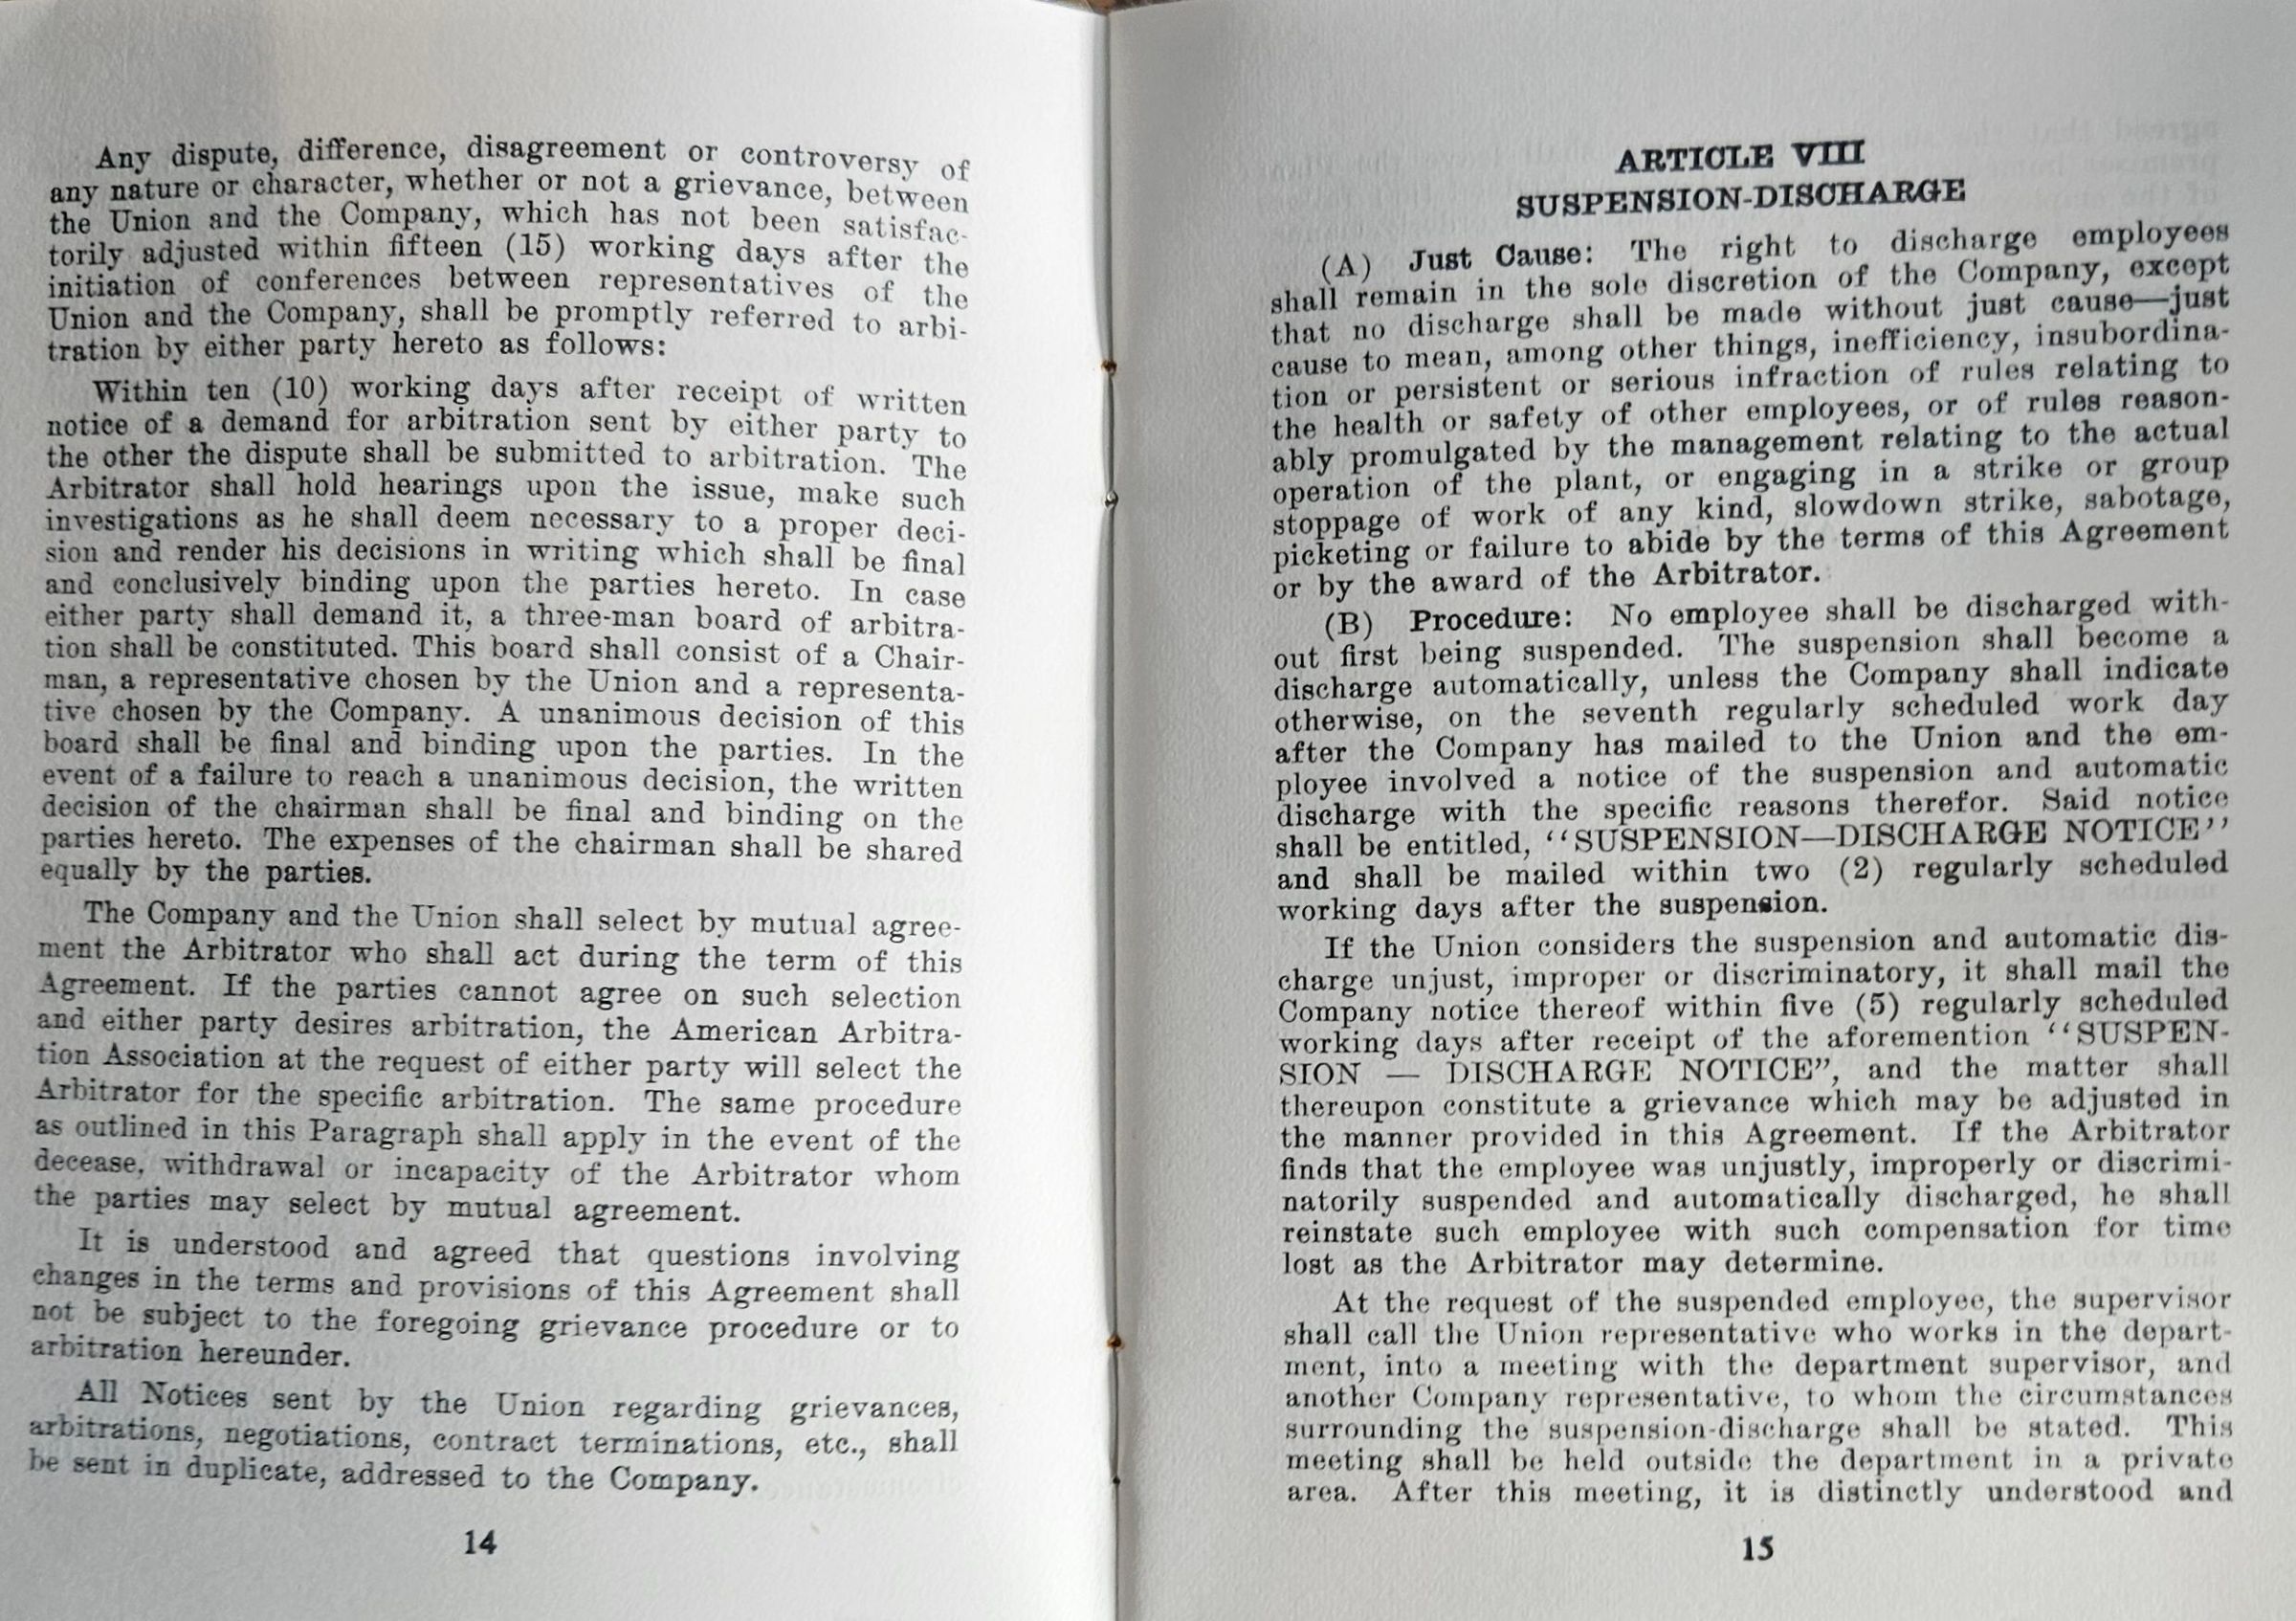 Any dispute, difference, disagreement or controversy of
any nature or character, whether or not a grievance, between
the Union and the Company, which has not been satisfac-
torily adjusted within fifteen (15) working days after the
initiation of conferences between representatives of the
Union and the Company, shall be promptly referred to arbi-
tration by either party hereto as follows:
Within ten (10) working days after receipt of written
notice of a demand for arbitration sent by either party to
the other the dispute shall be submitted to arbitration. The
Arbitrator shall hold hearings upon the issue, make such
investigations as he shall deem necessary to a proper deci-
sion and render his decisions in writing which shall be final
and conclusively binding upon the parties hereto. In case
either party shall demand it, a three-man board of arbitra-
tion shall be constituted. This board shall consist of a Chair-
man, a representative chosen by the Union and a representa-
tive chosen by the Company. A unanimous decision of this
board shall be final and binding upon the parties. In the
event of a failure to reach a unanimous decision, the written
decision of the chairman shall be final and binding on the
parties hereto. The expenses of the chairman shall be shared
equally by the parties.
The Company and the Union shall select by mutual agree-
ment the Arbitrator who shall act during the term of this
Agreement. If the parties cannot agree on such selection
and either party desires arbitration, the American Arbitra-
tion Association at the request of either party will select the
Arbitrator for the specific arbitration. The same procedure
as outlined in this Paragraph shall apply in the event of the
decease, withdrawal or incapacity of the Arbitrator whom
the parties may select by mutual agreement.
It is understood and agreed that questions involving
changes in the terms and provisions of this Agreement shall
not be subject to the foregoing grievance procedure or to
arbitration hereunder.
All Notices sent by the Union regarding grievances,
arbitrations, negotiations, contract terminations, etc., shall
be sent in duplicate, addressed to the Company.
14
ARTICLE VIII
SUSPENSION-DISCHARGE
(A) Just Cause: The right to discharge employees
shall remain in the sole discretion of the Company, except
that no discharge shall be made without just cause—just
cause to mean, among other things, inefficiency, insubordina-
tion or persistent or serious infraction of rules relating to
the health or safety of other employees, or of rules reason-
ably promulgated by the management relating to the actual
operation of the plant, or engaging in a strike or group
stoppage of work of any kind, slowdown strike, sabotage,
picketing or failure to abide by the terms of this Agreement
or by the award of the Arbitrator.
(B) Procedure: No employee shall be discharged with-
out first being suspended. The suspension shall become a
discharge automatically, unless the Company shall indicate
otherwise, on the seventh regularly scheduled work day
after the Company has mailed to the Union and the em-
ployee involved a notice of the suspension and automatic
discharge with the specific reasons therefor. Said notice
shall be entitled, ‘‘SUSPENSION—DISCHARGE NOTICE’’
and shall be mailed within two (2) regularly scheduled
working days after the suspension.
If the Union considers the suspension and automatic dis-
charge unjust, improper or discriminatory, it shall mail the
Company notice thereof within five (5) regularly scheduled
working days after receipt of the aforemention ‘‘SUSPEN-
SION — DISCHARGE NOTICE”, and the matter shall
thereupon constitute a grievance which may be adjusted in
the manner provided in this Agreement. If the Arbitrator
finds that the employee was unjustly, improperly or discrimi-
natorily suspended and automatically discharged, he shall
reinstate such employee with such compensation for time
lost as the Arbitrator may determine.
At the request of the suspended employee, the supervisor
shall call the Union representative who works in the depart-
ment, into a meeting with the department supervisor, and
another Company representative, to whom the circumstances
surrounding the suspension-discharge shall be stated. This
meeting shall be held outside the department in a private
area. After this meeting, it is distinctly understood and
15